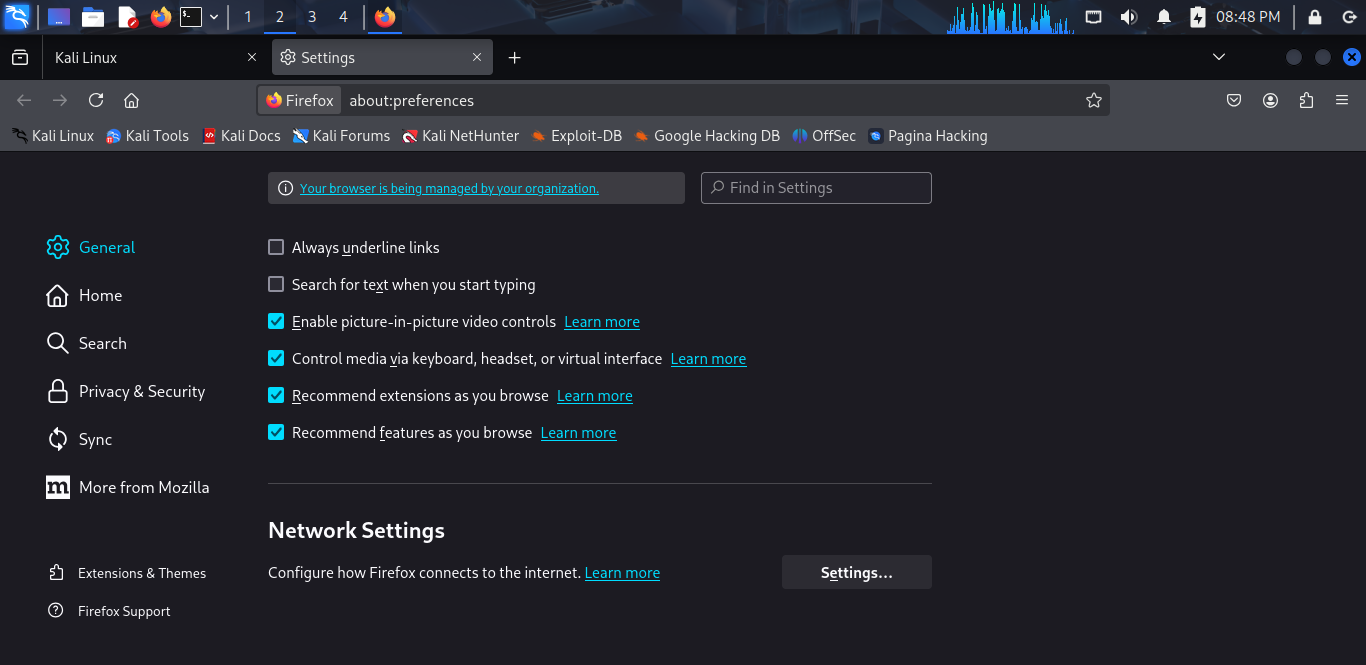 1 2 3 4 08:48 PM
Kali Linux Settings
Firefox about:preferences
Kali Linux Kali Tools Kali Docs Kali Forums Kali NetHunter Exploit-DB Google Hacking DB OffSec Pagina Hacking
Your browser is being managed by your organization. Find in Settings
General
Home
Search
Privacy & Security
Sync
More from Mozilla
Extensions & Themes
Firefox Support
Always underline links
Search for text when you start typing
Enable picture-in-picture video controls Learn more
Control media via keyboard, headset, or virtual interface Learn more
Recommend extensions as you browse Learn more
Recommend features as you browse Learn more
Network Settings
Configure how Firefox connects to the internet. Learn more Settings...